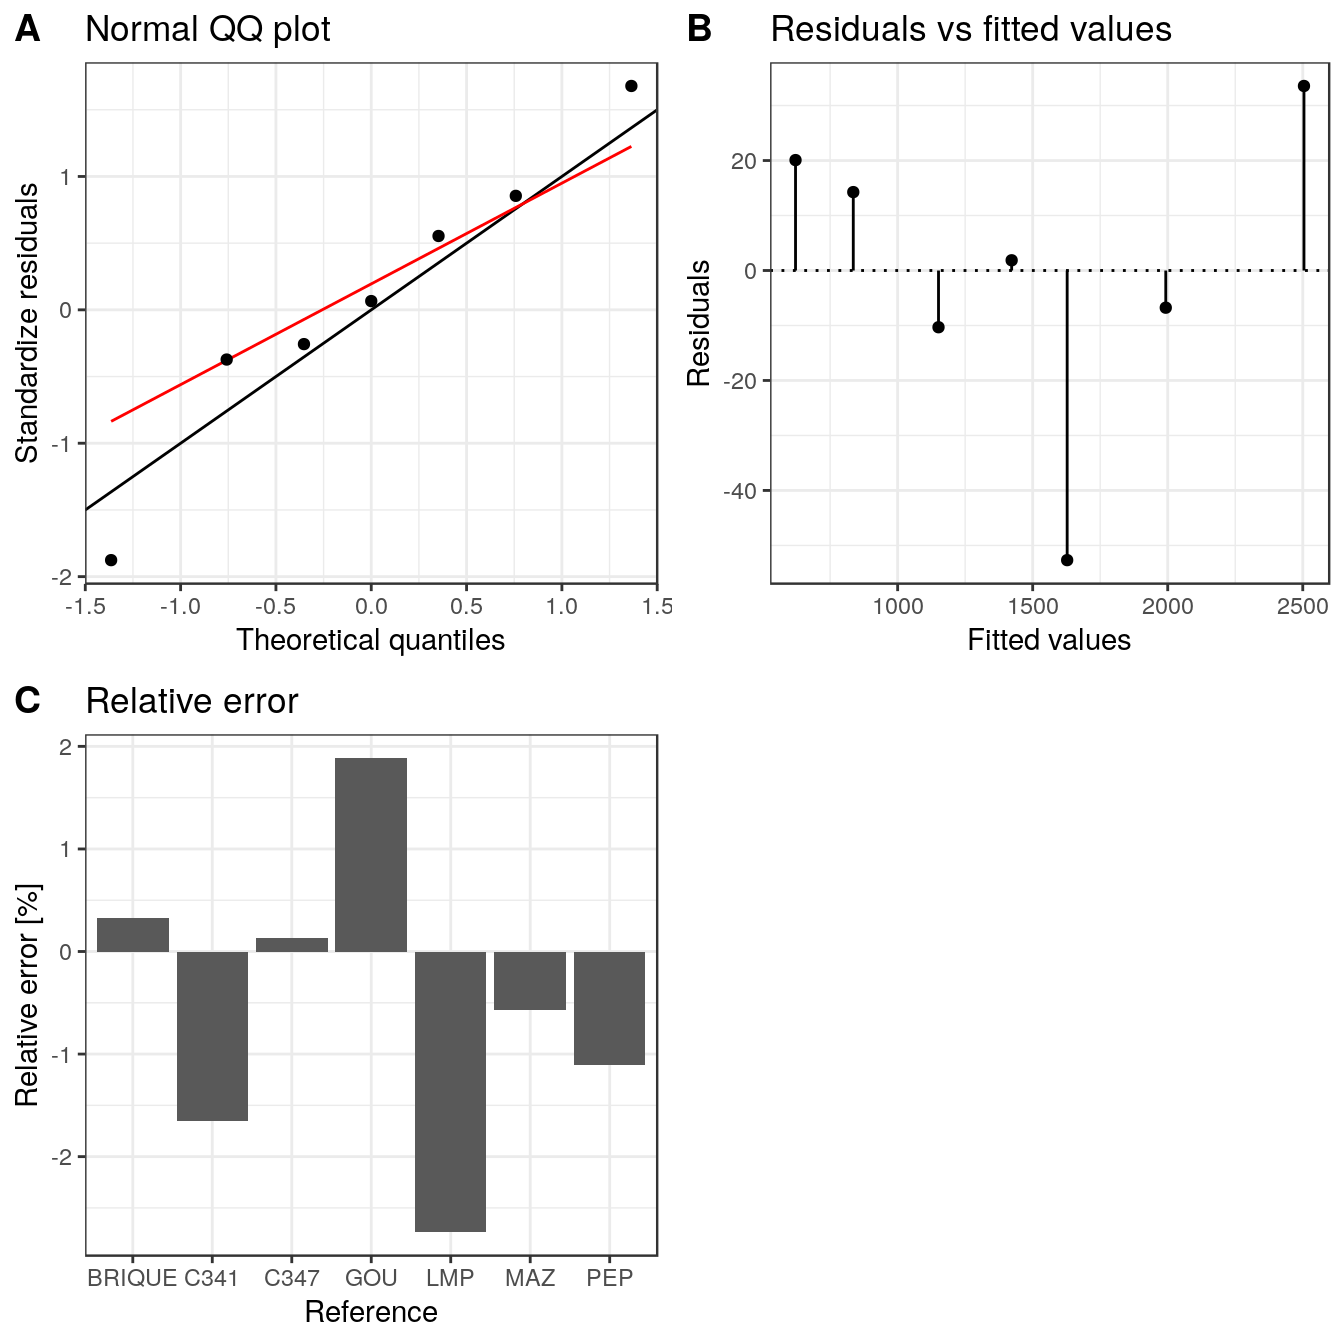 A Normal QQ plot
Standardize residuals
1
0
-1
-2
-1.5 -1.0 -0.5 0.0 0.5 1.0 1.5
Theoretical quantiles
B Residuals vs fitted values
Residuals
20
0
-20
-40
1000 1500 2000 2500
Fitted values
C Relative error
Relative error [%]
2
1
0
-1
-2
BRIQUE C341 C347 GOU LMP MAZ PEP
Reference